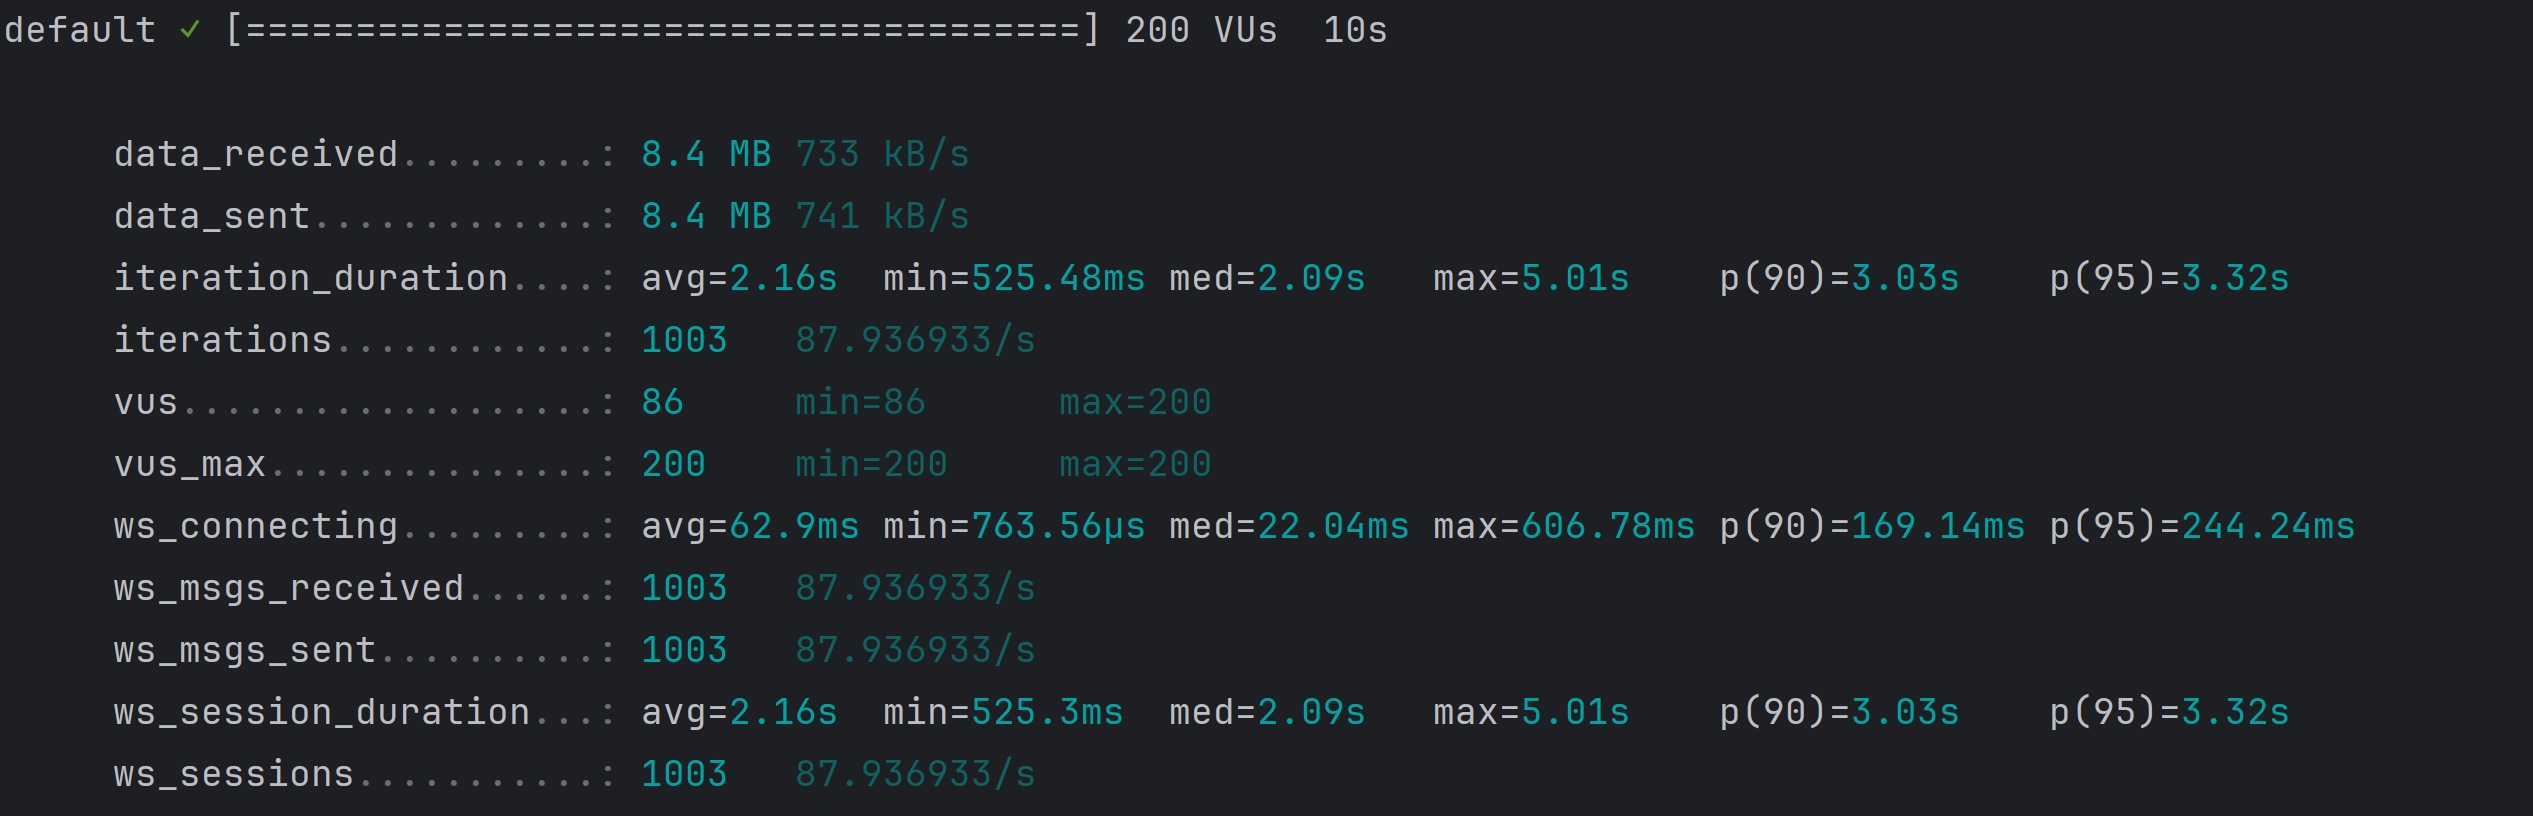 default ✓ [======================================] 200 VUs  10s
data_received.........: 8.4 MB 733 kB/s
data_sent.............: 8.4 MB 741 kB/s
iteration_duration....: avg=2.16s  min=525.48ms med=2.09s   max=5.01s    p(90)=3.03s    p(95)=3.32s
iterations............: 1003   87.936933/s
vus...................: 86     min=86      max=200
vus_max...............: 200    min=200     max=200
ws_connecting.........: avg=62.9ms min=763.56µs med=22.04ms max=606.78ms p(90)=169.14ms p(95)=244.24ms
ws_msgs_received......: 1003   87.936933/s
ws_msgs_sent..........: 1003   87.936933/s
ws_session_duration...: avg=2.16s  min=525.3ms  med=2.09s   max=5.01s    p(90)=3.03s    p(95)=3.32s
ws_sessions...........: 1003   87.936933/s